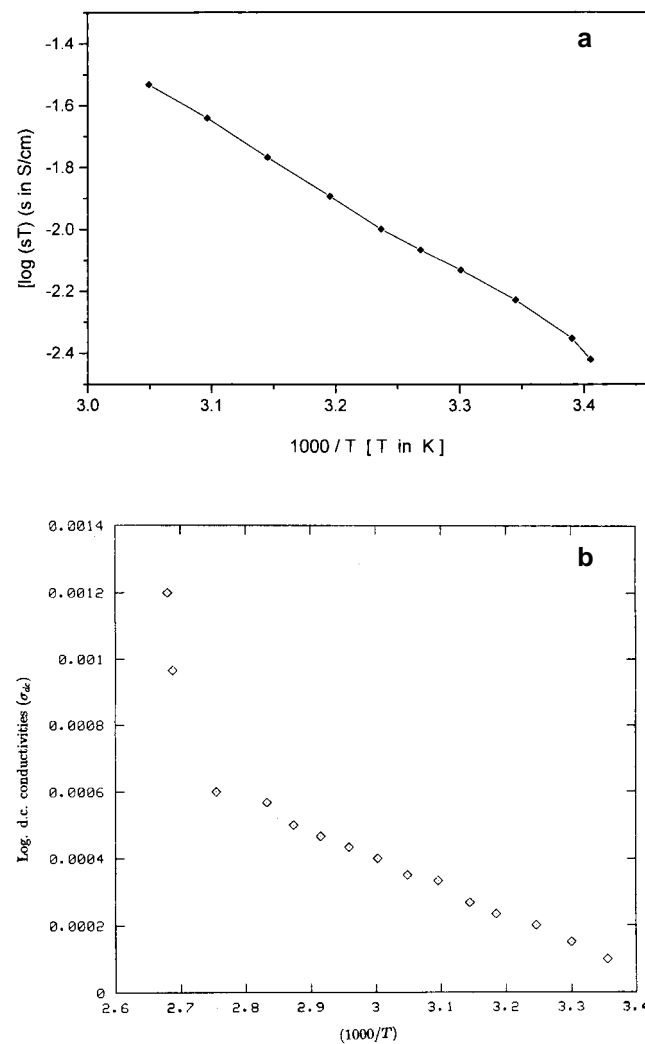 a
-1.4
-1.6
-1.8
-2.0
-2.2
-2.4
[log (sT) (s in S/cm)
3.0 3.1 3.2 3.3 3.4
1000/T [ T in K ]
b
0.0014
0.0012
0.001
0.0008
0.0006
0.0004
0.0002
0
Log. d.c. conductivities (σdc)
2.6 2.7 2.8 2.9 3 3.1 3.2 3.3 3.4
(1000/T)